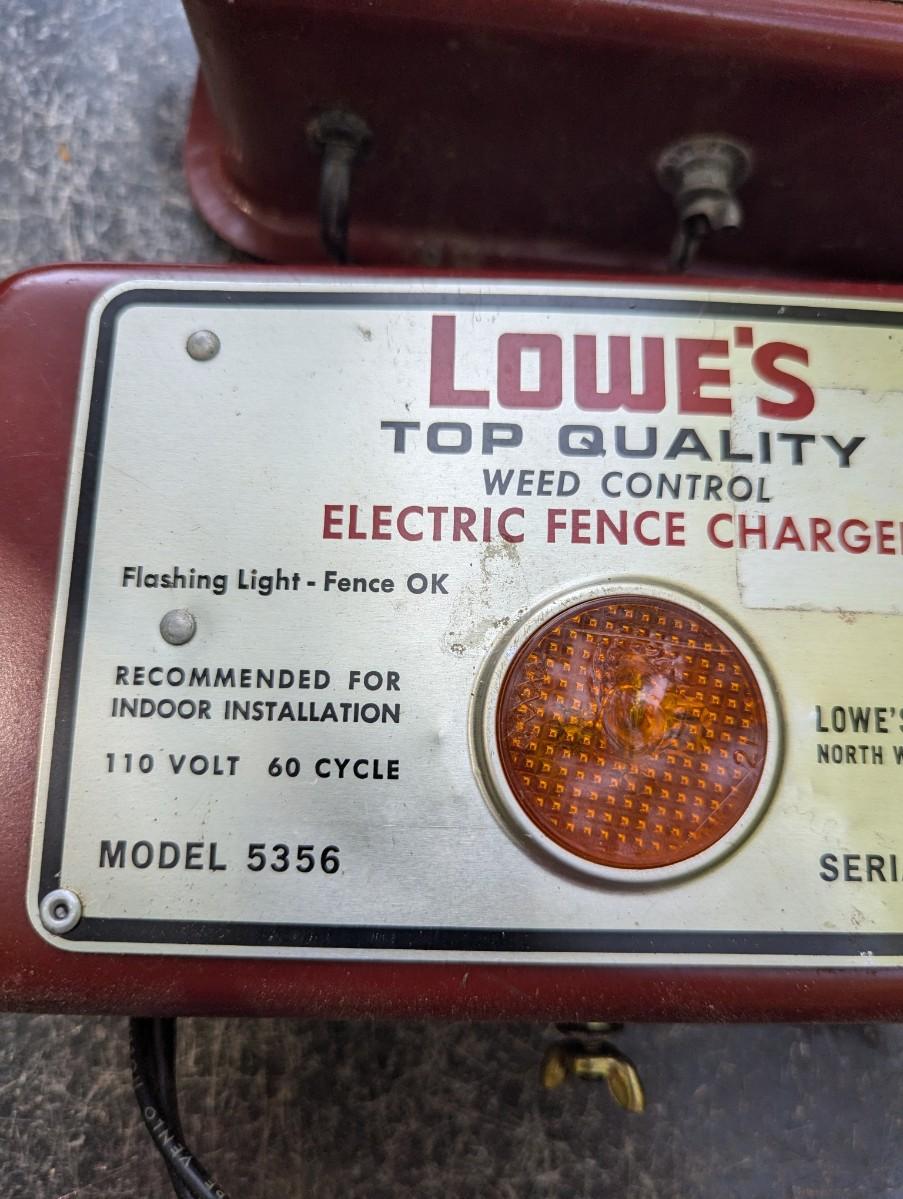 LOWE'S
TOP QUALITY
WEED CONTROL
ELECTRIC FENCE CHARGE
Flashing Light - Fence OK
RECOMMENDED FOR
INDOOR INSTALLATION
110 VOLT 60 CYCLE
LOWE'S
NORTH W
MODEL 5356
SERIA